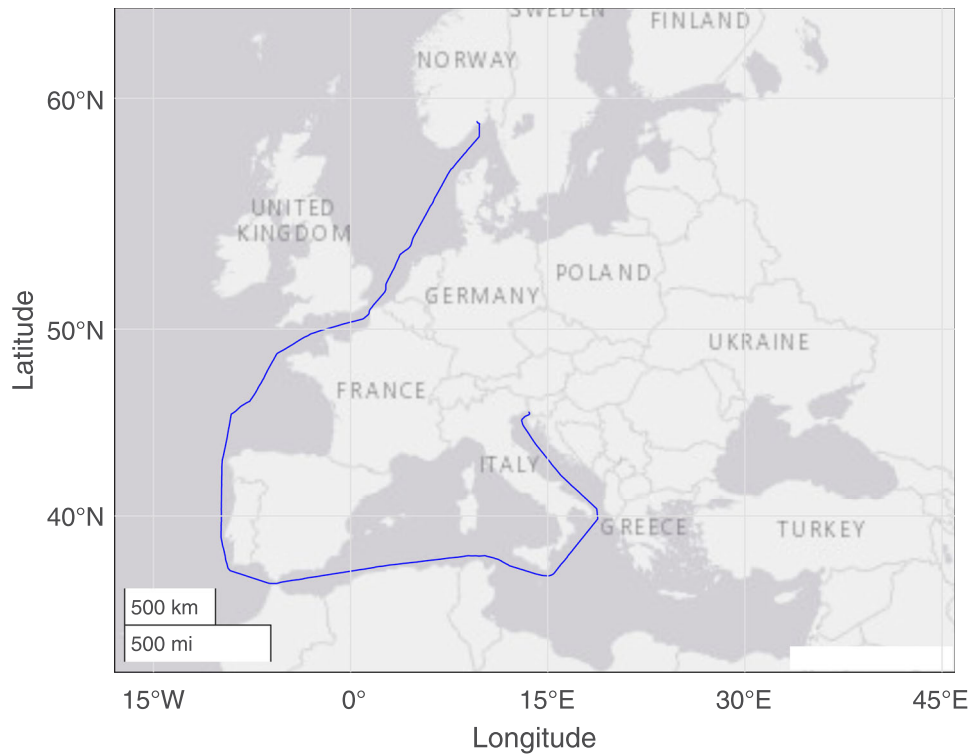 SWEDEN
FINLAND
NORWAY
60°N
UNITED
KINGDOM
POLAND
GERMANY
50°N
UKRAINE
FRANCE
ITALY
40°N
GREECE
TURKEY
500 km
500 mi
15°W
0°
15°E
30°E
45°E
Latitude
Longitude